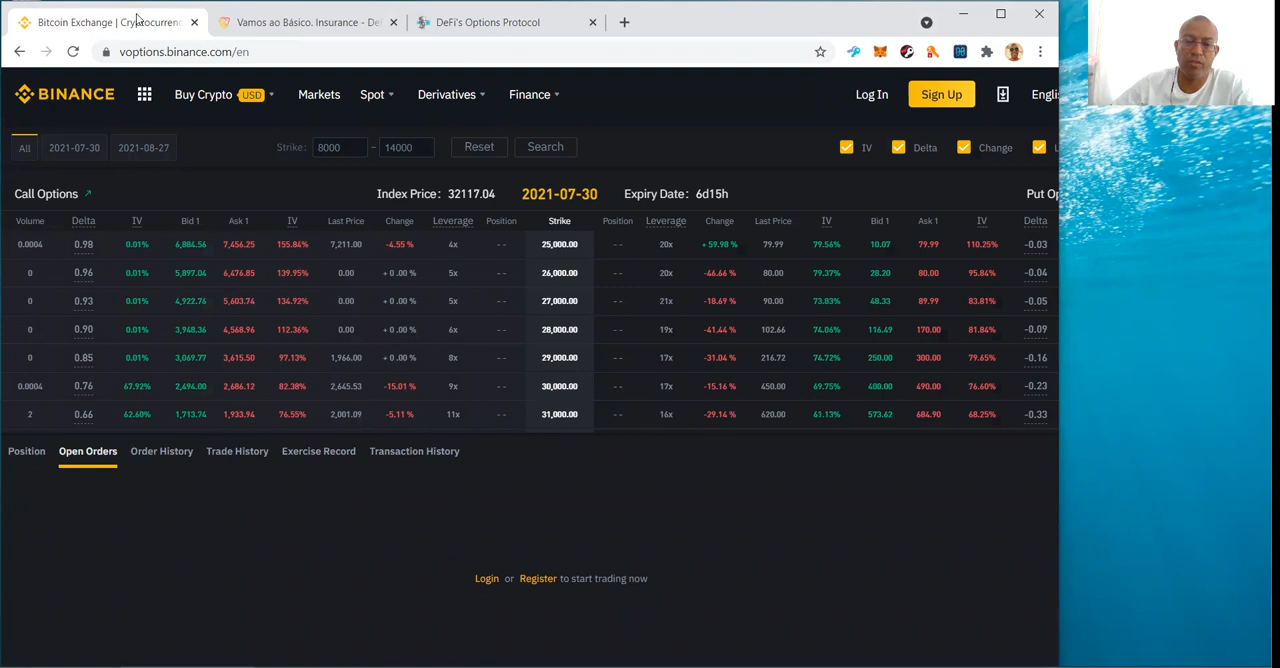 Bitcoin Exchange | Cryptocurrenc
Vamos ao Básico. Insurance - De
DeFi's Options Protocol
voptions.binance.com/en
BINANCE Buy Crypto USD Markets Spot Derivatives Finance Log In Sign Up Engli
All 2021-07-30 2021-08-27 Strike: 8000 – 14000 Reset Search IV Delta Change
Call Options Index Price: 32117.04 2021-07-30 Expiry Date: 6d15h Put Op
Volume Delta IV Bid 1 Ask 1 IV Last Price Change Leverage Position Strike Position Leverage Change Last Price IV Bid 1 Ask 1 IV Delta
0.0004 0.98 0.01% 6,884.56 7,456.25 155.84% 7,211.00 -4.55 % 4x -- 25,000.00 -- 20x + 59.98 % 79.99 79.56% 10.07 79.99 110.25% -0.03
0 0.96 0.01% 5,897.04 6,476.85 139.95% 0.00 + 0 .00 % 5x -- 26,000.00 -- 20x -46.66 % 80.00 79.37% 28.20 80.00 95.84% -0.04
0 0.93 0.01% 4,922.76 5,603.74 134.92% 0.00 + 0 .00 % 5x -- 27,000.00 -- 21x -18.69 % 90.00 73.83% 48.33 89.99 83.81% -0.05
0 0.90 0.01% 3,948.36 4,568.96 112.36% 0.00 + 0 .00 % 6x -- 28,000.00 -- 19x -41.44 % 102.66 74.06% 116.49 170.00 81.84% -0.09
0 0.85 0.01% 3,069.77 3,615.50 97.13% 1,966.00 + 0 .00 % 8x -- 29,000.00 -- 17x -31.04 % 216.72 74.72% 250.00 300.00 79.65% -0.16
0.0004 0.76 67.92% 2,494.00 2,686.12 82.38% 2,645.53 -15.01 % 9x -- 30,000.00 -- 17x -15.16 % 450.00 69.75% 400.00 490.00 76.60% -0.23
2 0.66 62.60% 1,713.74 1,933.94 76.55% 2,001.09 -5.11 % 11x -- 31,000.00 -- 16x -29.14 % 620.00 61.13% 573.62 684.90 68.25% -0.33
Position Open Orders Order History Trade History Exercise Record Transaction History
Login or Register to start trading now